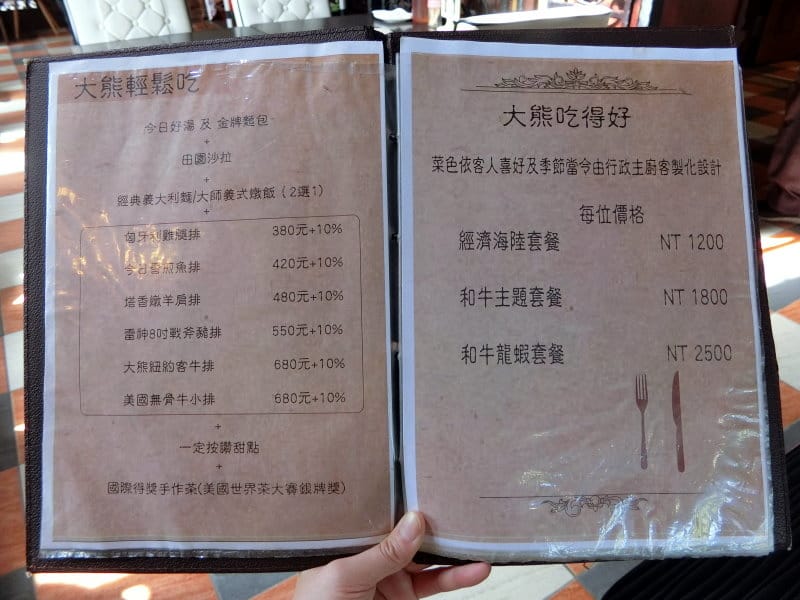 大熊輕鬆吃
今日好湯 及 金牌麵包
+
田園沙拉
+
經典義大利麵/大師義式燉飯（2選1）
+
匈牙利雞腿排 380元+10%
今日香煎魚排 420元+10%
塔香燉羊肩排 480元+10%
雷神8吋戰斧豬排 550元+10%
大熊紐約客牛排 680元+10%
美國無骨牛小排 680元+10%
+
一定按讚甜點
+
國際得獎手作茶(美國世界茶大賽銀牌獎)
大熊吃得好
菜色依客人喜好及季節當令由行政主廚客製化設計
每位價格
經濟海陸套餐 NT 1200
和牛主題套餐 NT 1800
和牛龍蝦套餐 NT 2500